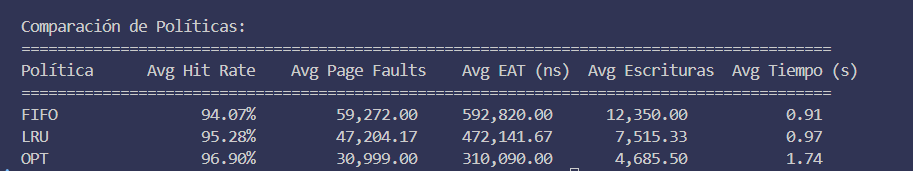 Comparación de Políticas:
==========================================================================================
Política      Avg Hit Rate    Avg Page Faults    Avg EAT (ns)  Avg Escrituras  Avg Tiempo (s)
==========================================================================================
FIFO                94.07%          59,272.00      592,820.00       12,350.00            0.91
LRU                 95.28%          47,204.17      472,141.67        7,515.33            0.97
OPT                 96.90%          30,999.00      310,090.00        4,685.50            1.74